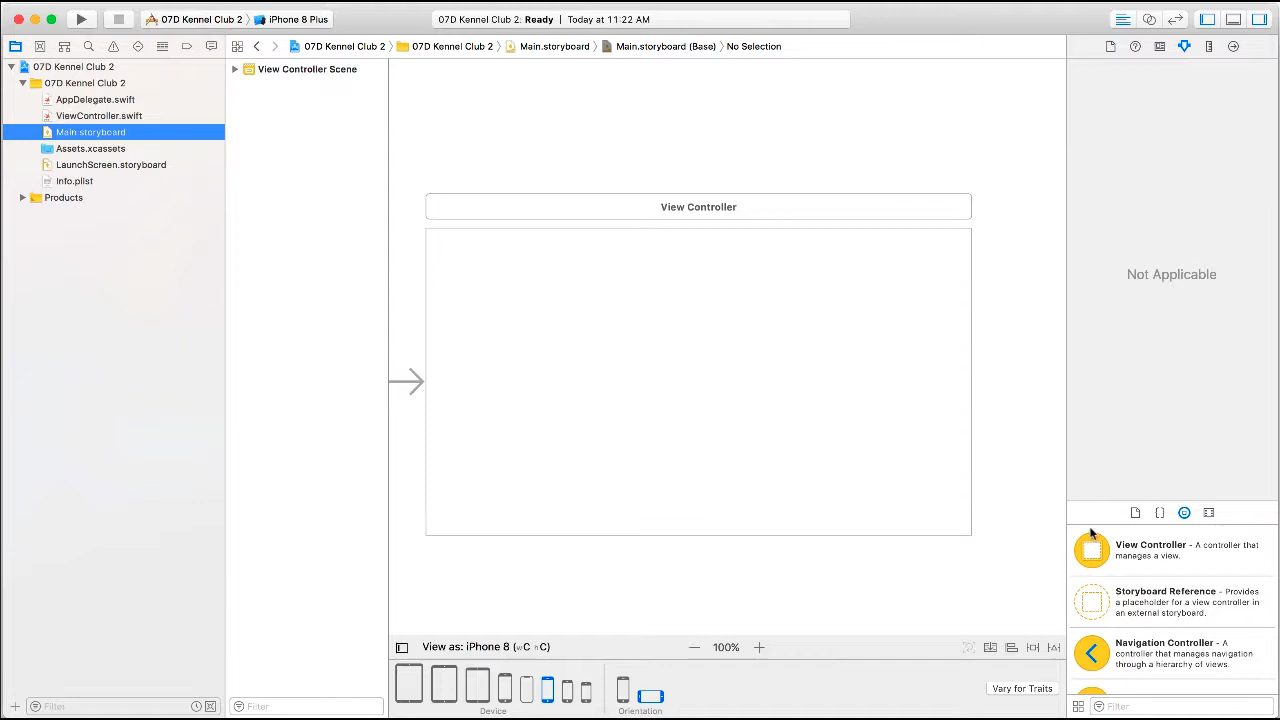 07D Kennel Club 2 iPhone 8 Plus
07D Kennel Club 2: Ready Today at 11:22 AM
07D Kennel Club 2 07D Kennel Club 2 Main.storyboard Main.storyboard (Base) No Selection
07D Kennel Club 2
07D Kennel Club 2
AppDelegate.swift
ViewController.swift
Main.storyboard
Assets.xcassets
LaunchScreen.storyboard
Info.plist
Products
Filter
View Controller Scene
Filter
View Controller
View as: iPhone 8 (wC hC)
100%
Device
Orientation
Vary for Traits
Not Applicable
View Controller - A controller that
manages a view.
Storyboard Reference - Provides
a placeholder for a view controller in
an external storyboard.
Navigation Controller - A
controller that manages navigation
through a hierarchy of views.
Filter